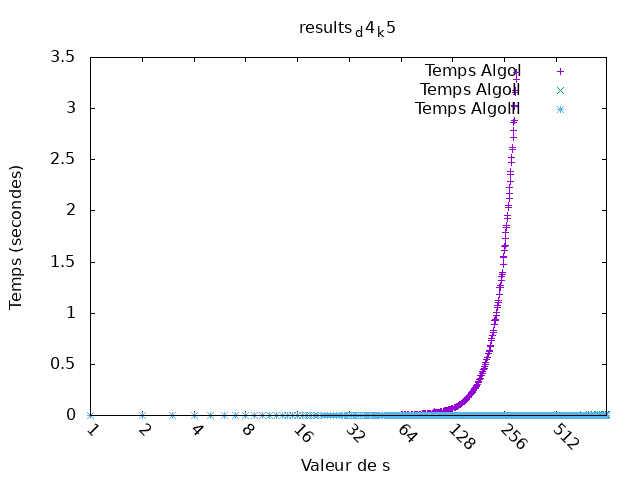 results_d4_k5
3.5
3
2.5
2
1.5
1
0.5
0
Temps (secondes)
Temps AlgoI
Temps AlgoII
Temps AlgoIII
1 2 4 8 16 32 64 128 256 512
Valeur de s